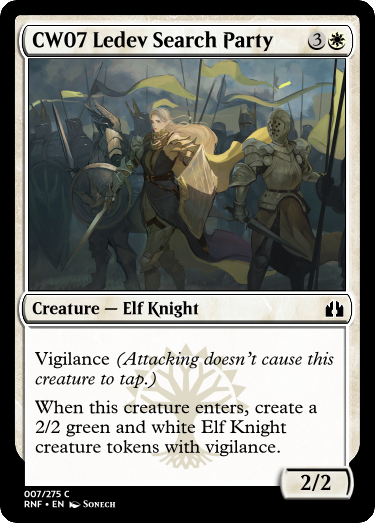 CW07 Ledev Search Party 3
Creature — Elf Knight
Vigilance (Attacking doesn't cause this
creature to tap.)
When this creature enters, create a
2/2 green and white Elf Knight
creature tokens with vigilance.
2/2
007/275 C
RNF • EN Sonech